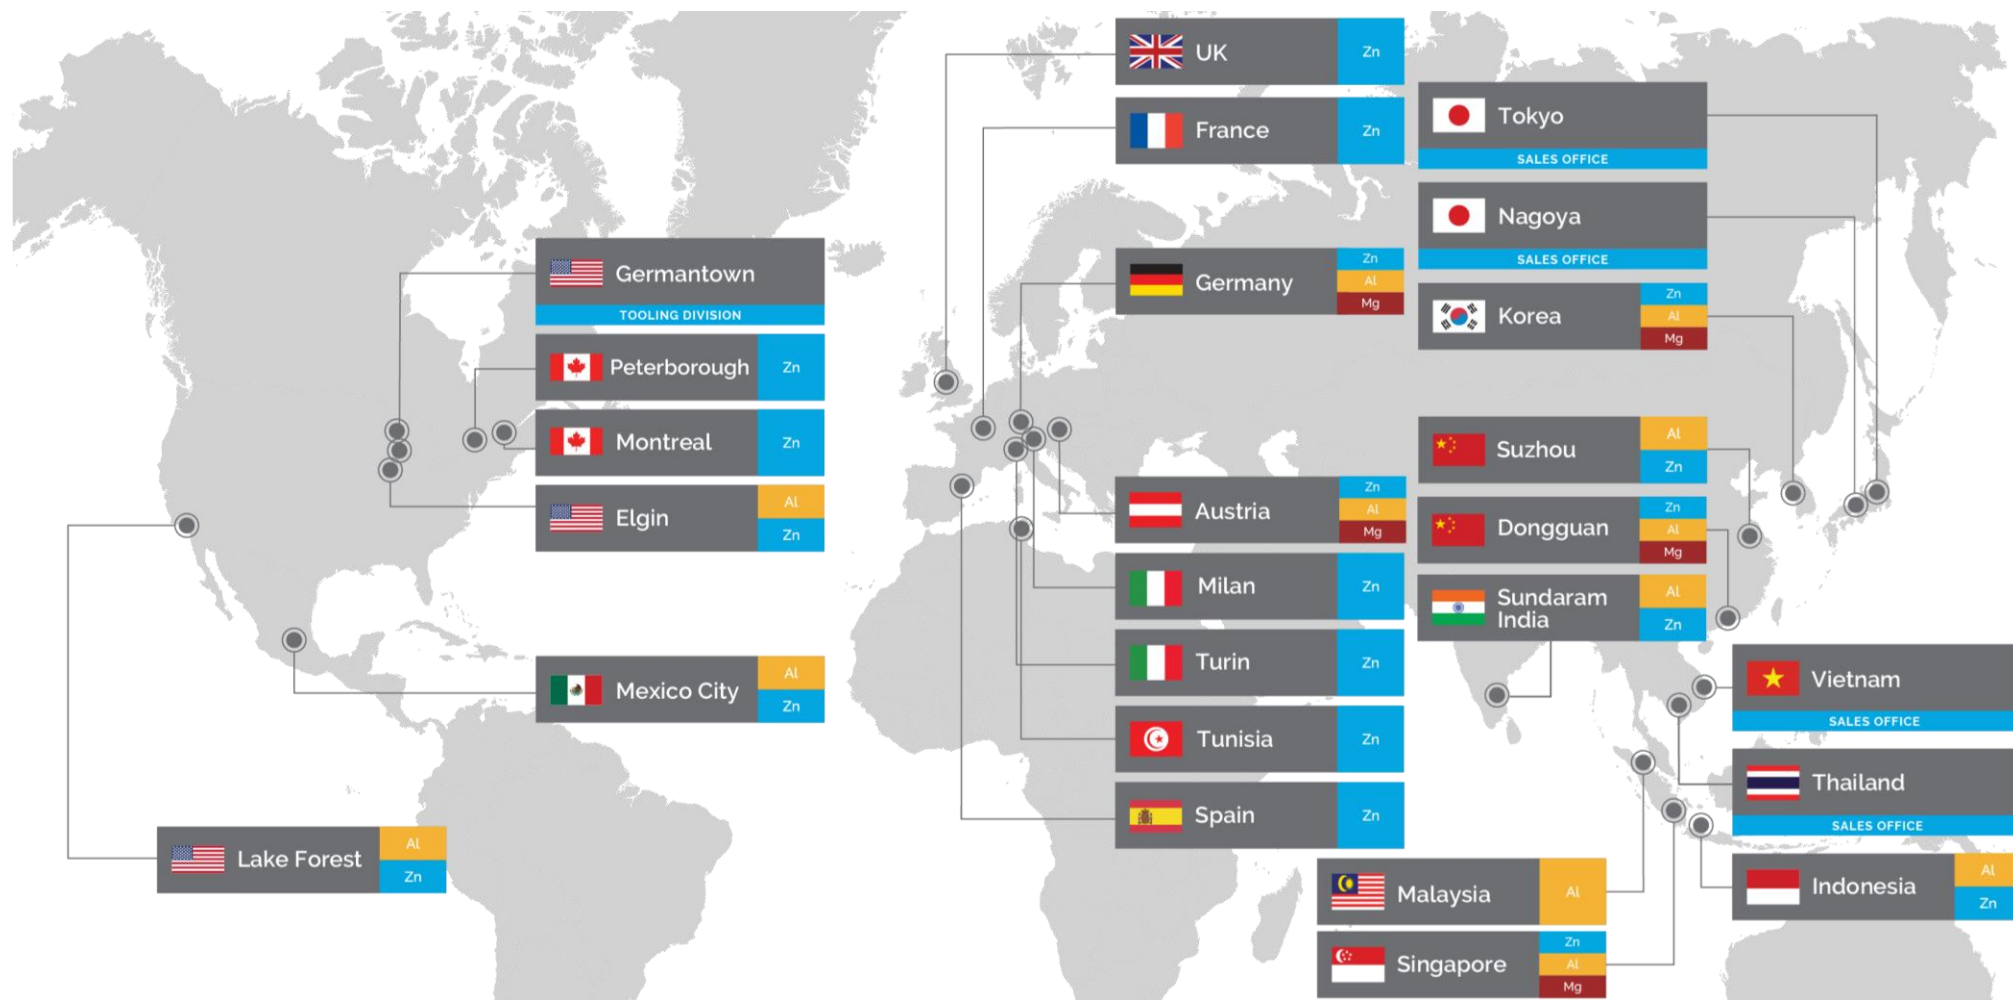 Germantown
TOOLING DIVISION
Peterborough Zn
Montreal Zn
Elgin Al Zn
Mexico City Al Zn
Lake Forest Al Zn
UK Zn
France Zn
Germany Zn Al Mg
Austria Zn Al Mg
Milan Zn
Turin Zn
Tunisia Zn
Spain Zn
Tokyo
SALES OFFICE
Nagoya
SALES OFFICE
Korea Zn Al Mg
Suzhou Al Zn
Dongguan Zn Al Mg
Sundaram
India Al Zn
Vietnam
SALES OFFICE
Thailand
SALES OFFICE
Indonesia Al Zn
Malaysia Al
Singapore Zn Al Mg